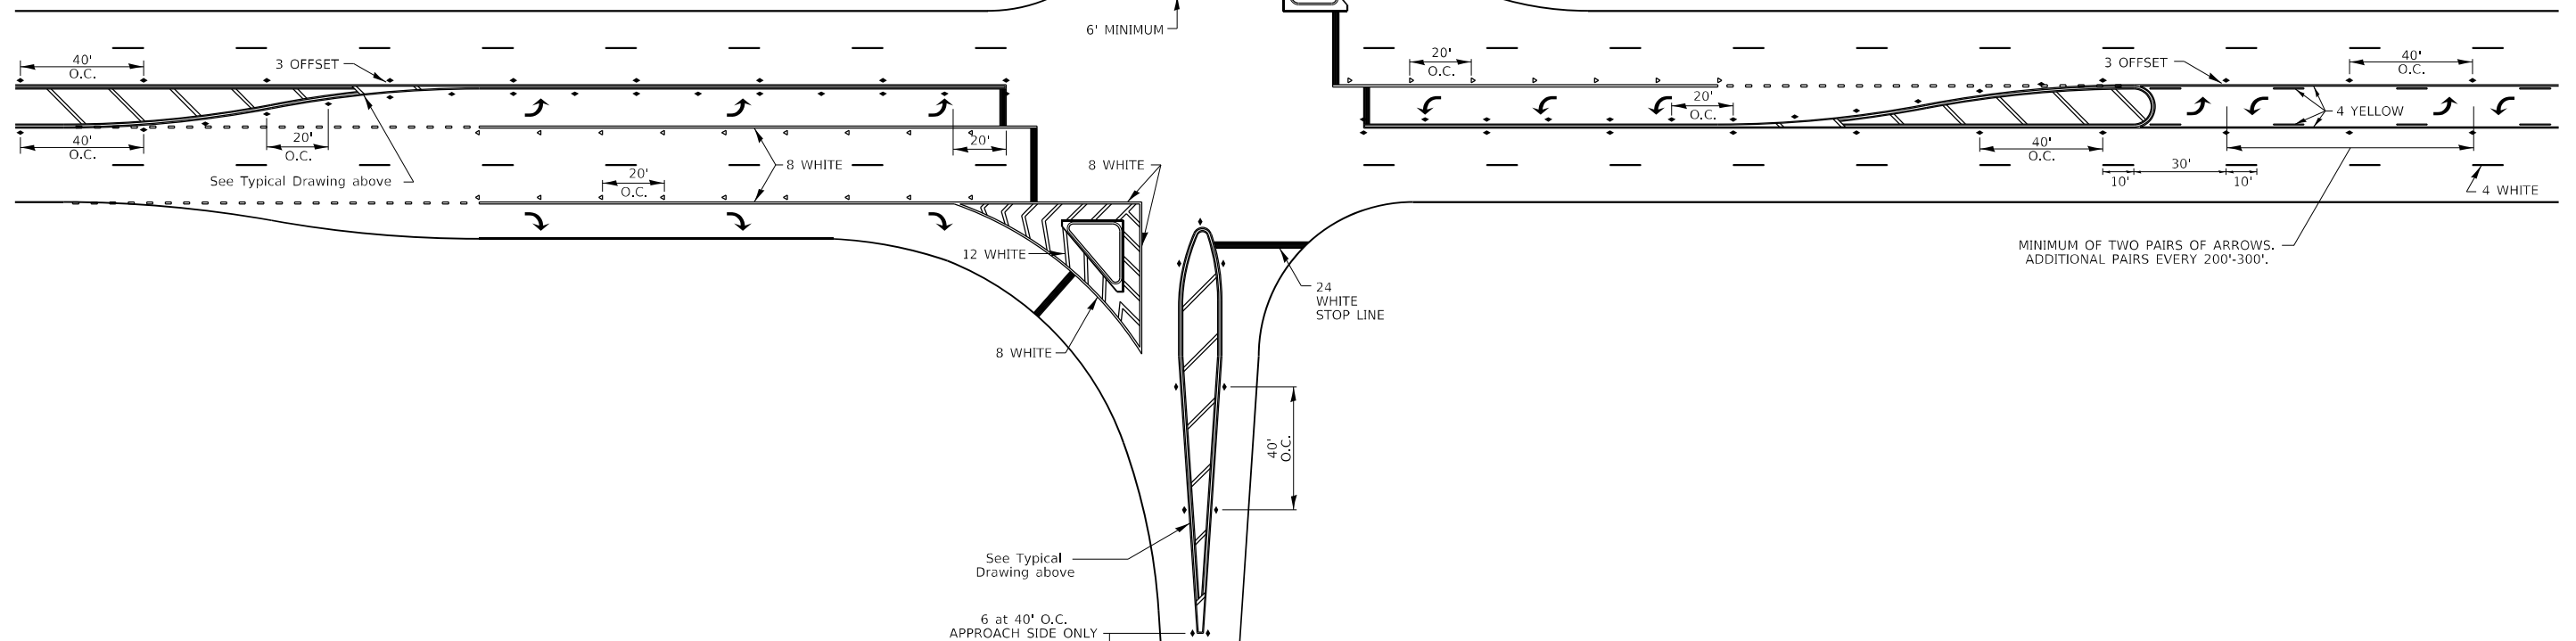 6' MINIMUM
40'
O.C.
3 OFFSET
20'
O.C.
3 OFFSET
40'
O.C.
20'
O.C.
4 YELLOW
40'
O.C.
20'
O.C.
20'
8 WHITE
8 WHITE
40'
O.C.
See Typical Drawing above
20'
O.C.
10'
30'
10'
4 WHITE
12 WHITE
MINIMUM OF TWO PAIRS OF ARROWS.
ADDITIONAL PAIRS EVERY 200'-300'.
24
WHITE
STOP LINE
8 WHITE
40'
O.C.
See Typical
Drawing above
6 at 40' O.C.
APPROACH SIDE ONLY